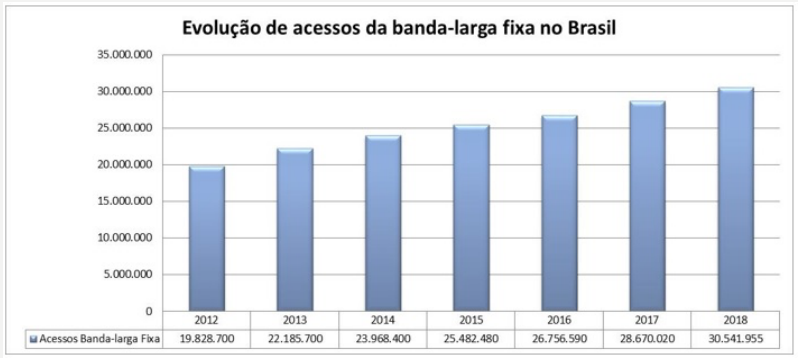 Evolução de acessos da banda-larga fixa no Brasil
35.000.000
30.000.000
25.000.000
20.000.000
15.000.000
10.000.000
5.000.000
0
2012 2013 2014 2015 2016 2017 2018
Acessos Banda-larga Fixa 19.828.700 22.185.700 23.968.400 25.482.480 26.756.590 28.670.020 30.541.955